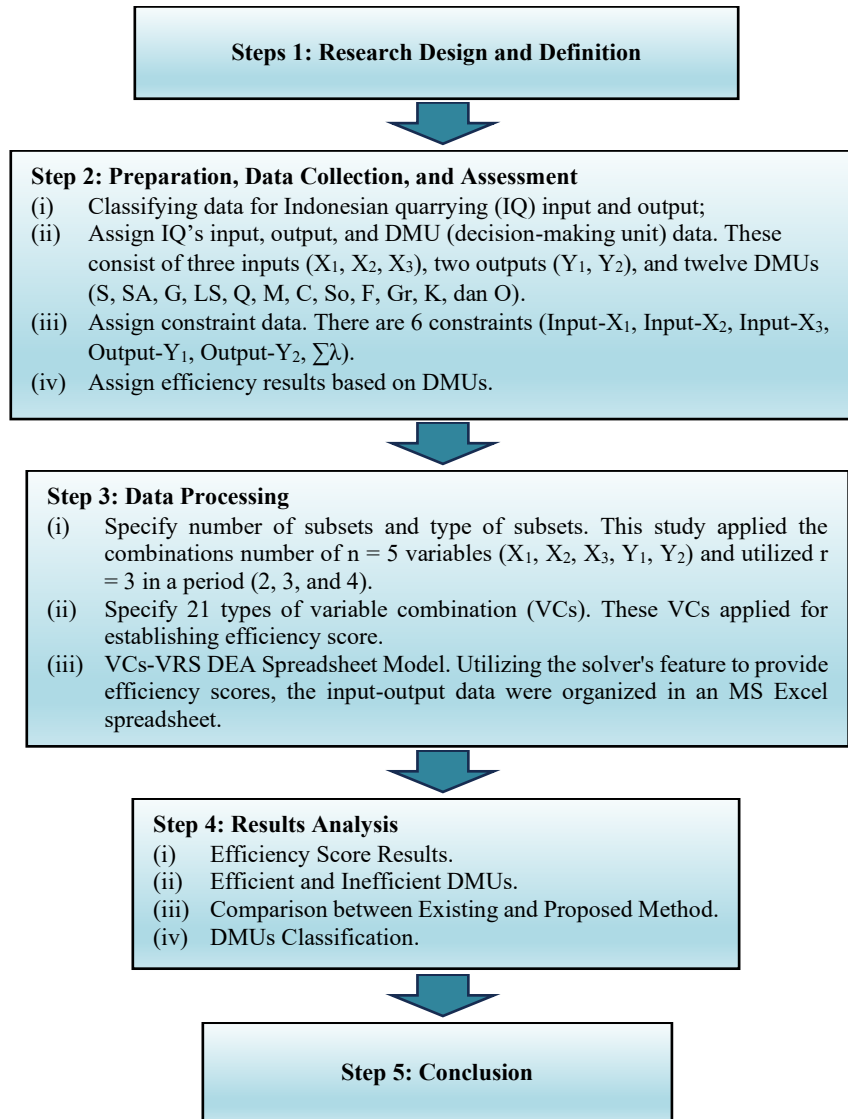 Steps 1: Research Design and Definition
Step 2: Preparation, Data Collection, and Assessment
(i) Classifying data for Indonesian quarrying (IQ) input and output;
(ii) Assign IQ’s input, output, and DMU (decision-making unit) data. These
consist of three inputs (X₁, X₂, X₃), two outputs (Y₁, Y₂), and twelve DMUs
(S, SA, G, LS, Q, M, C, So, F, Gr, K, dan O).
(iii) Assign constraint data. There are 6 constraints (Input-X₁, Input-X₂, Input-X₃,
Output-Y₁, Output-Y₂, ∑λ).
(iv) Assign efficiency results based on DMUs.
Step 3: Data Processing
(i) Specify number of subsets and type of subsets. This study applied the
combinations number of n = 5 variables (X₁, X₂, X₃, Y₁, Y₂) and utilized r
= 3 in a period (2, 3, and 4).
(ii) Specify 21 types of variable combination (VCs). These VCs applied for
establishing efficiency score.
(iii) VCs-VRS DEA Spreadsheet Model. Utilizing the solver's feature to provide
efficiency scores, the input-output data were organized in an MS Excel
spreadsheet.
Step 4: Results Analysis
(i) Efficiency Score Results.
(ii) Efficient and Inefficient DMUs.
(iii) Comparison between Existing and Proposed Method.
(iv) DMUs Classification.
Step 5: Conclusion